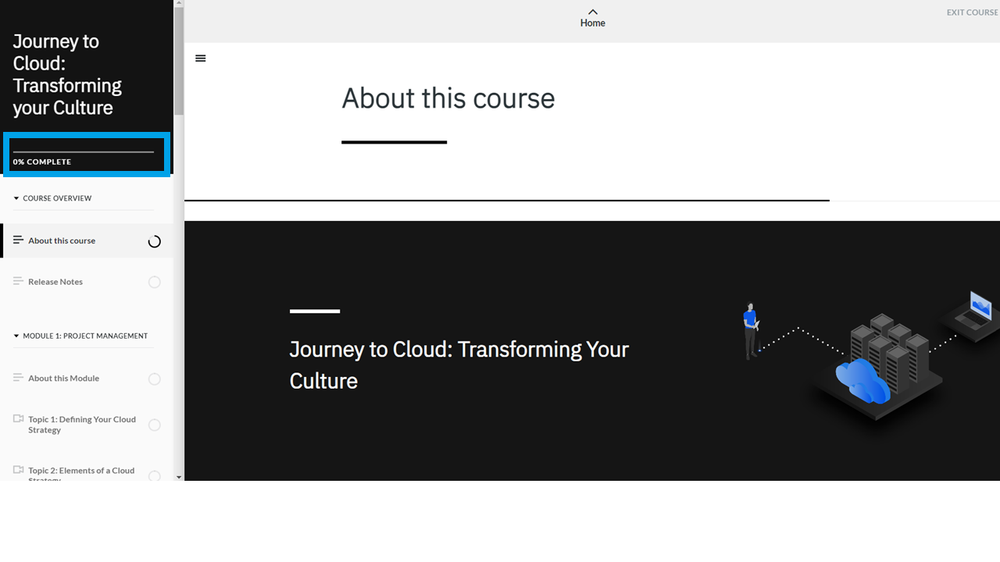 Journey to
Cloud:
Transforming
your Culture
0% COMPLETE
COURSE OVERVIEW
About this course
Release Notes
MODULE 1: PROJECT MANAGEMENT
About this Module
Topic 1: Defining Your Cloud
Strategy
Topic 2: Elements of a Cloud
Strategy
Home
EXIT COURSE
About this course
Journey to Cloud: Transforming Your
Culture